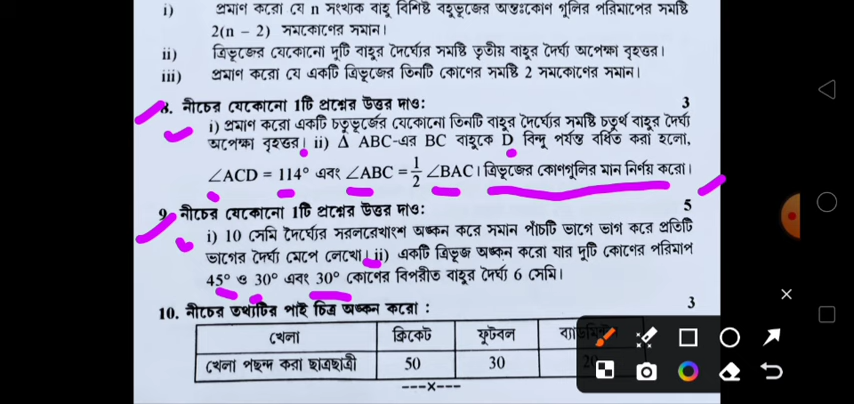 i) প্রমাণ করো যে n সংখ্যক বাহু বিশিষ্ট বহুভুজের অন্তঃকোণ গুলির পরিমাপের সমষ্টি
2(n – 2) সমকোণের সমান।
ii) ত্রিভুজের যেকোনো দুটি বাহুর দৈর্ঘ্যের সমষ্টি তৃতীয় বাহুর দৈর্ঘ্য অপেক্ষা বৃহত্তর।
iii) প্রমাণ করো যে একটি ত্রিভুজের তিনটি কোণের সমষ্টি 2 সমকোণের সমান।
8. নীচের যেকোনো 1টি প্রশ্নের উত্তর দাও: 3
i) প্রমাণ করো একটি চতুর্ভুজের যেকোনো তিনটি বাহুর দৈর্ঘ্যের সমষ্টি চতুর্থ বাহুর দৈর্ঘ্য
অপেক্ষা বৃহত্তর। ii) Δ ABC-এর BC বাহুকে D বিন্দু পর্যন্ত বর্ধিত করা হলো,
∠ACD = 114° এবং ∠ABC = 1/2 ∠BAC। ত্রিভুজের কোণগুলির মান নির্ণয় করো।
9. নীচের যেকোনো 1টি প্রশ্নের উত্তর দাও: 5
i) 10 সেমি দৈর্ঘ্যের সরলরেখাংশ অঙ্কন করে সমান পাঁচটি ভাগে ভাগ করে প্রতিটি
ভাগের দৈর্ঘ্য মেপে লেখো। ii) একটি ত্রিভুজ অঙ্কন করো যার দুটি কোণের পরিমাপ
45° ও 30° এবং 30° কোণের বিপরীত বাহুর দৈর্ঘ্য 6 সেমি।
10. নীচের তথ্যটির পাই চিত্র অঙ্কন করো : 3
খেলা ক্রিকেট ফুটবল
খেলা পছন্দ করা ছাত্রছাত্রী 50 30 20
---x---